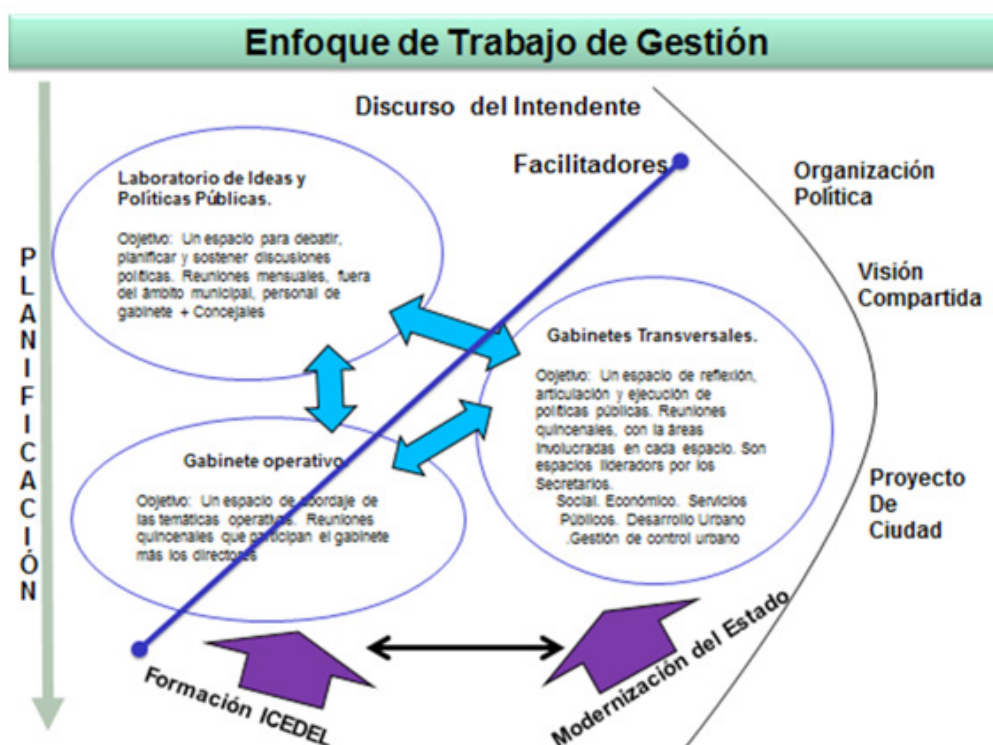 Enfoque de Trabajo de Gestión
Discurso del Intendente
Facilitadores
Organización
Política
Visión
Compartida
Proyecto
De
Ciudad
PLANIFICACIÓN
Laboratorio de Ideas y
Políticas Públicas.
Objetivo: Un espacio para debatir,
planificar y sostener discusiones
políticas. Reuniones mensuales, fuera
del ámbito municipal, personal de
gabinete + Concejales
Gabinetes Transversales.
Objetivo: Un espacio de reflexión,
articulación y ejecución de
políticas públicas. Reuniones
quincenales, con la áreas
involucradas en cada espacio. Son
espacios lideradors por los
Secretarios.
Social. Económico. Servicios
Públicos. Desarrollo Urbano
.Gestión de control urbano
Gabinete operativo.
Objetivo: Un espacio de abordaje de
las temáticas operativas. Reuniones
quincenales que participan el gabinete
más los directores
Formación ICEDEL
Modernización del Estado